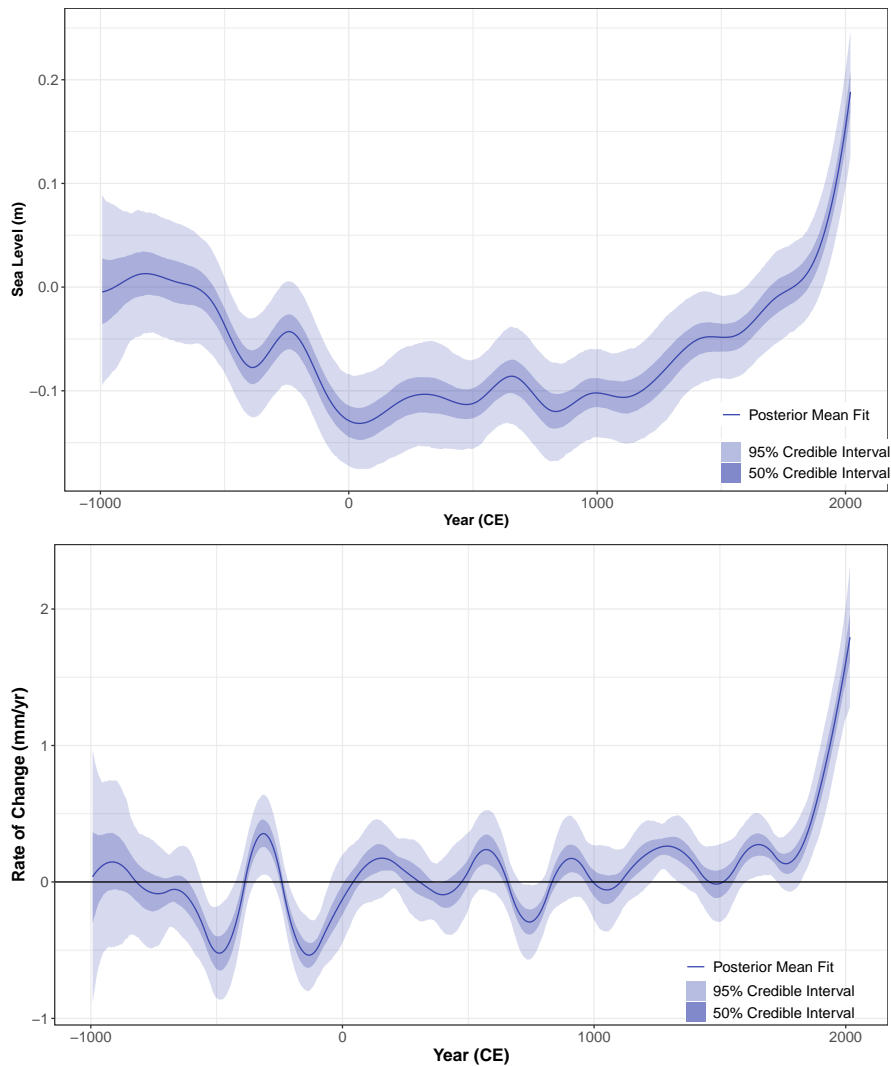 Sea Level (m)
0.2
0.1
0.0
−0.1
Posterior Mean Fit
95% Credible Interval
50% Credible Interval
−1000 0 1000 2000
Year (CE)
Rate of Change (mm/yr)
2
1
0
−1
Posterior Mean Fit
95% Credible Interval
50% Credible Interval
−1000 0 1000 2000
Year (CE)